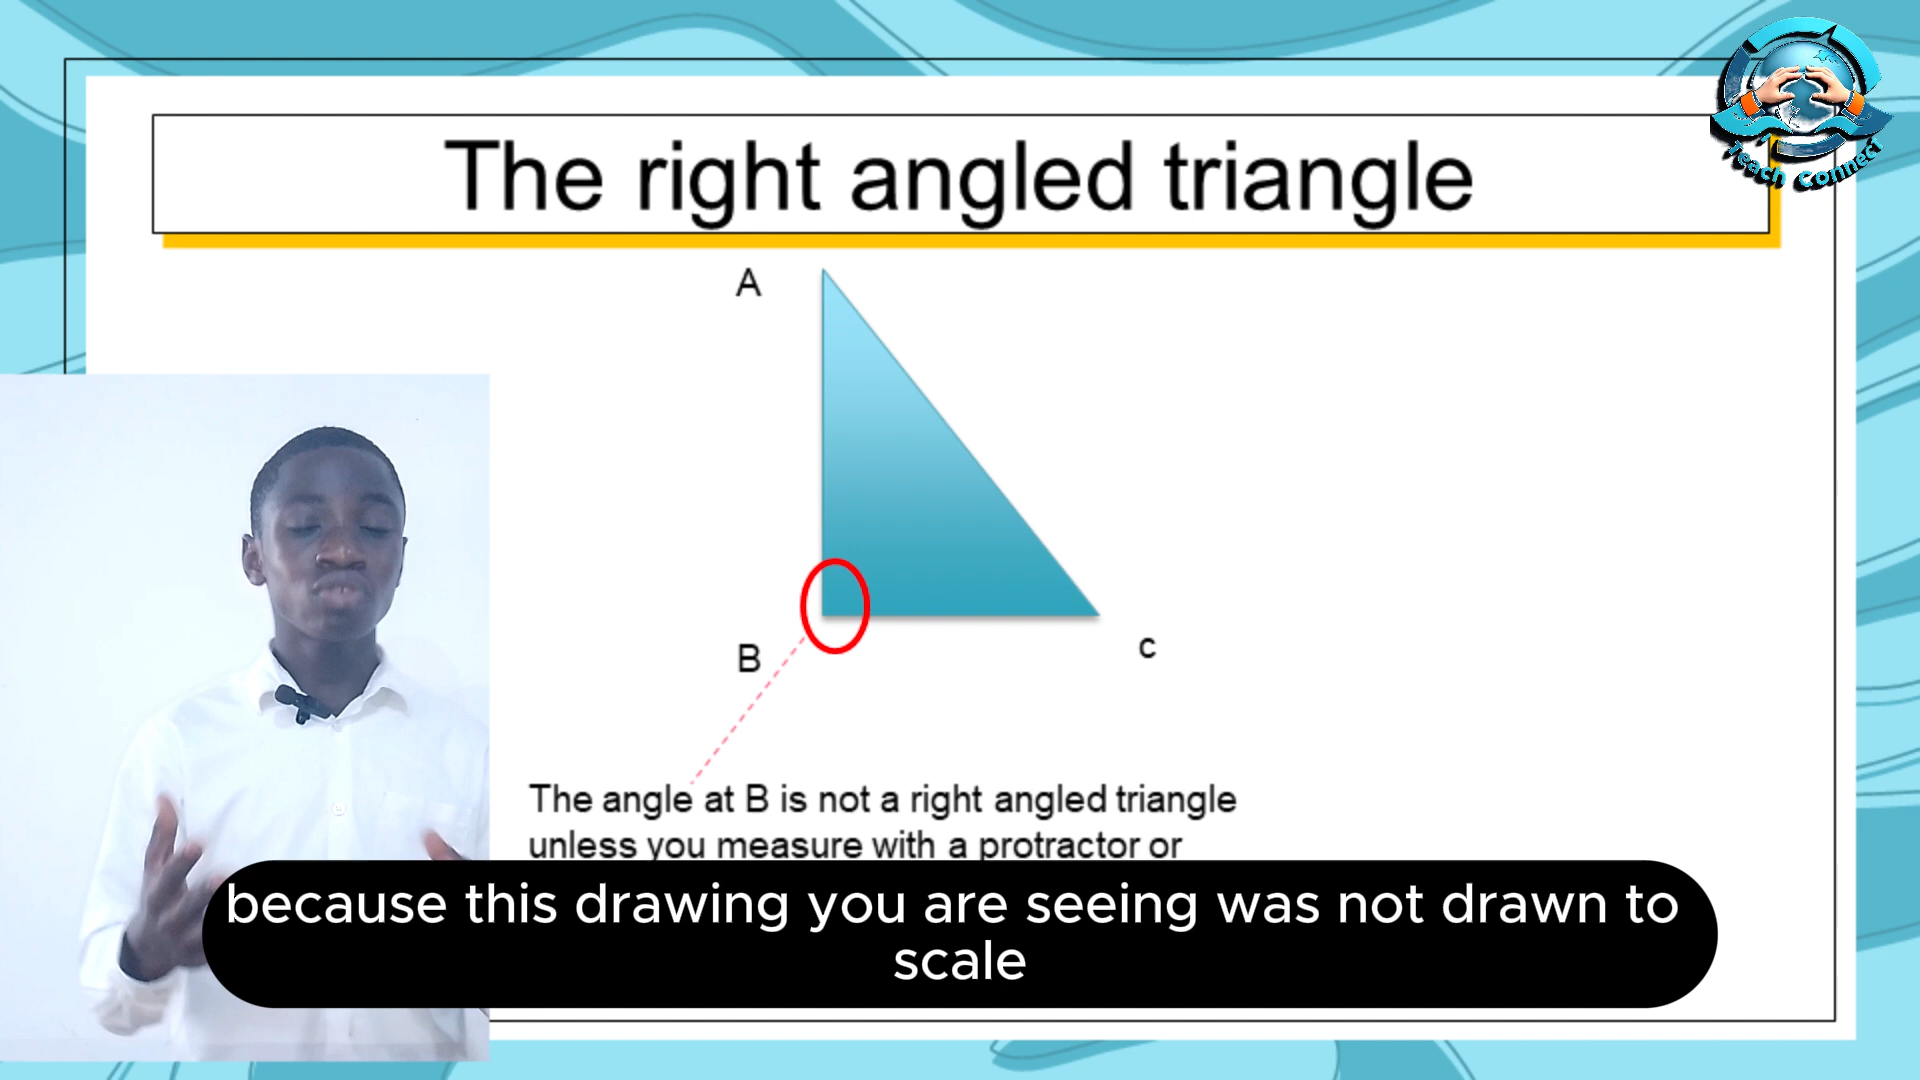 Teach Connect
The right angled triangle
A
B
c
The angle at B is not a right angled triangle
unless you measure with a protractor or
because this drawing you are seeing was not drawn to
scale